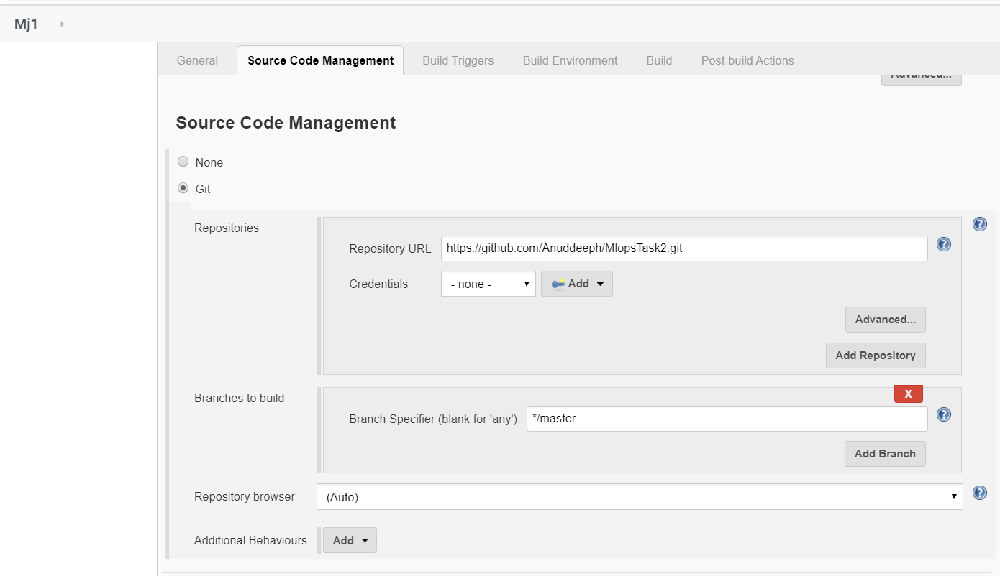 Mj1
General Source Code Management Build Triggers Build Environment Build Post-build Actions
Advanced...
Source Code Management
None
Git
Repositories
Repository URL https://github.com/Anuddeeph/MlopsTask2.git
Credentials - none - Add
Advanced...
Add Repository
Branches to build
X
Branch Specifier (blank for 'any') */master
Add Branch
Repository browser (Auto)
Additional Behaviours Add